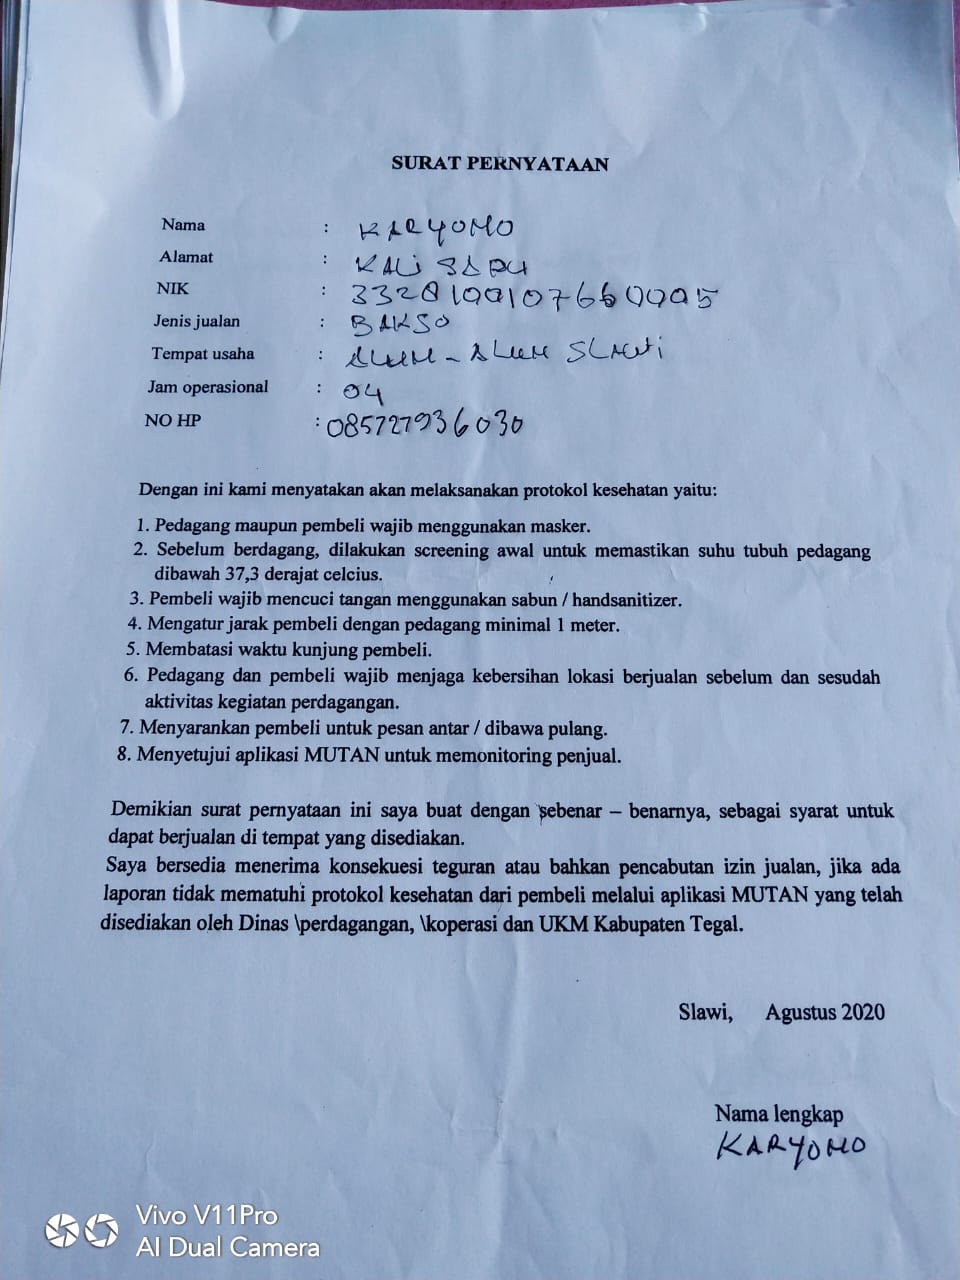 SURAT PERNYATAAN
Nama : KARYOMO
Alamat : KALI SAPU
NIK : 3328100107660005
Jenis jualan : BAKSO
Tempat usaha : ALUN - ALUN SLAWI
Jam operasional : 04
NO HP : 085727936030
Dengan ini kami menyatakan akan melaksanakan protokol kesehatan yaitu:
1. Pedagang maupun pembeli wajib menggunakan masker.
2. Sebelum berdagang, dilakukan screening awal untuk memastikan suhu tubuh pedagang
dibawah 37,3 derajat celcius.
3. Pembeli wajib mencuci tangan menggunakan sabun / handsanitizer.
4. Mengatur jarak pembeli dengan pedagang minimal 1 meter.
5. Membatasi waktu kunjung pembeli.
6. Pedagang dan pembeli wajib menjaga kebersihan lokasi berjualan sebelum dan sesudah
aktivitas kegiatan perdagangan.
7. Menyarankan pembeli untuk pesan antar / dibawa pulang.
8. Menyetujui aplikasi MUTAN untuk memonitoring penjual.
Demikian surat pernyataan ini saya buat dengan sebenar – benarnya, sebagai syarat untuk
dapat berjualan di tempat yang disediakan.
Saya bersedia menerima konsekuesi teguran atau bahkan pencabutan izin jualan, jika ada
laporan tidak mematuhi protokol kesehatan dari pembeli melalui aplikasi MUTAN yang telah
disediakan oleh Dinas \perdagangan, \koperasi dan UKM Kabupaten Tegal.
Slawi, Agustus 2020
Nama lengkap
KARYOMO
Vivo V11Pro
AI Dual Camera